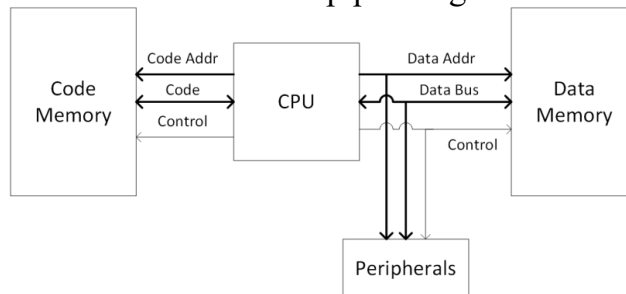 Code Addr
Data Addr
Code
Memory
Code
CPU
Data Bus
Data
Memory
Control
Control
Peripherals